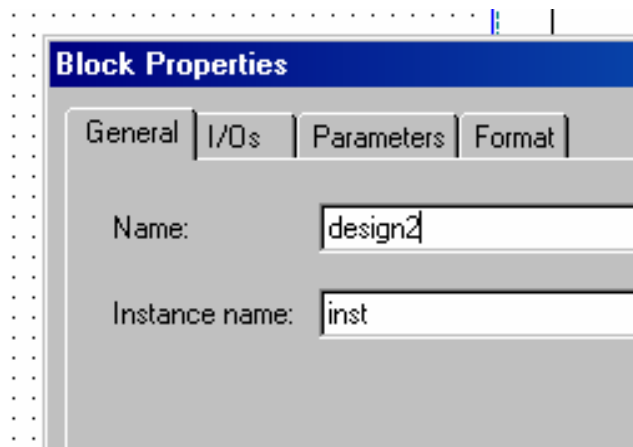 Block Properties
General I/Os Parameters Format
Name: design2
Instance name: inst